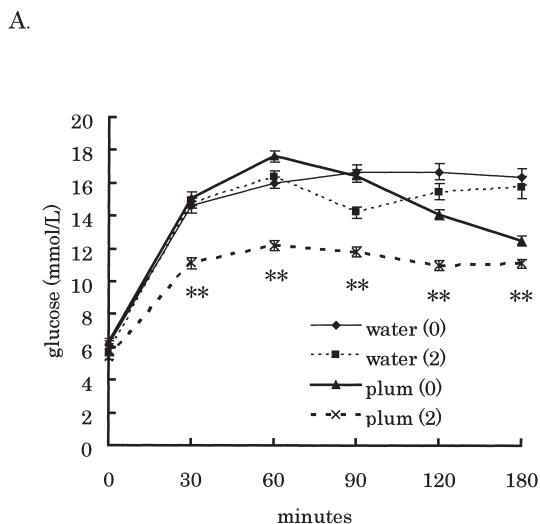 A.
glucose (mmol/L)
20
18
16
14
12
10
8
6
4
2
0
** ** ** ** **
water (0)
water (2)
plum (0)
plum (2)
0 30 60 90 120 180
minutes